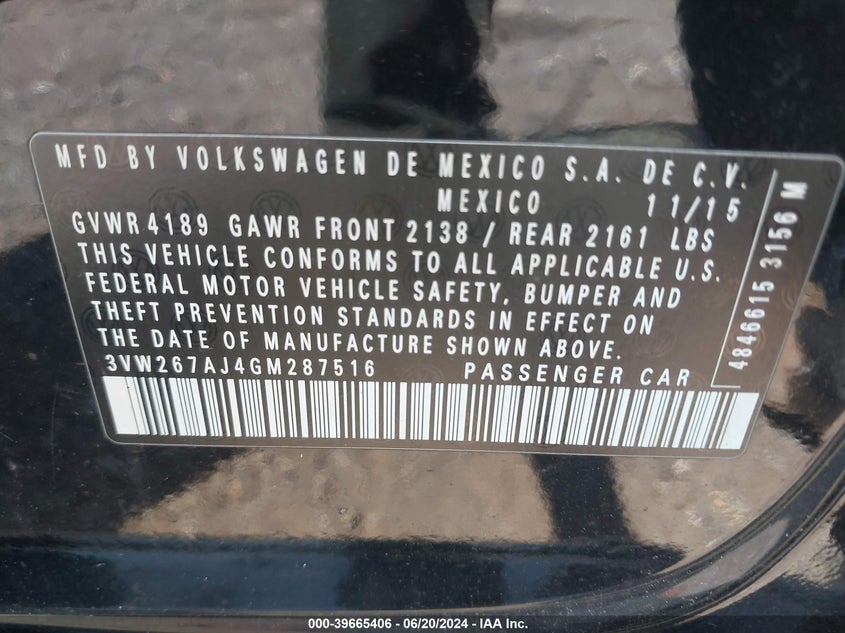 MFD BY VOLKSWAGEN DE MEXICO S.A. DE C.V.
MEXICO 11/15
GVWR 4189 GAWR FRONT 2138 / REAR 2161 LBS
THIS VEHICLE CONFORMS TO ALL APPLICABLE U.S.
FEDERAL MOTOR VEHICLE SAFETY, BUMPER AND
THEFT PREVENTION STANDARDS IN EFFECT ON
THE DATE OF MANUFACTURE SHOWN ABOVE.
3VW267AJ4GM287516 PASSENGER CAR
4846615 3156 M
000-39665406 - 06/20/2024 - IAA Inc.